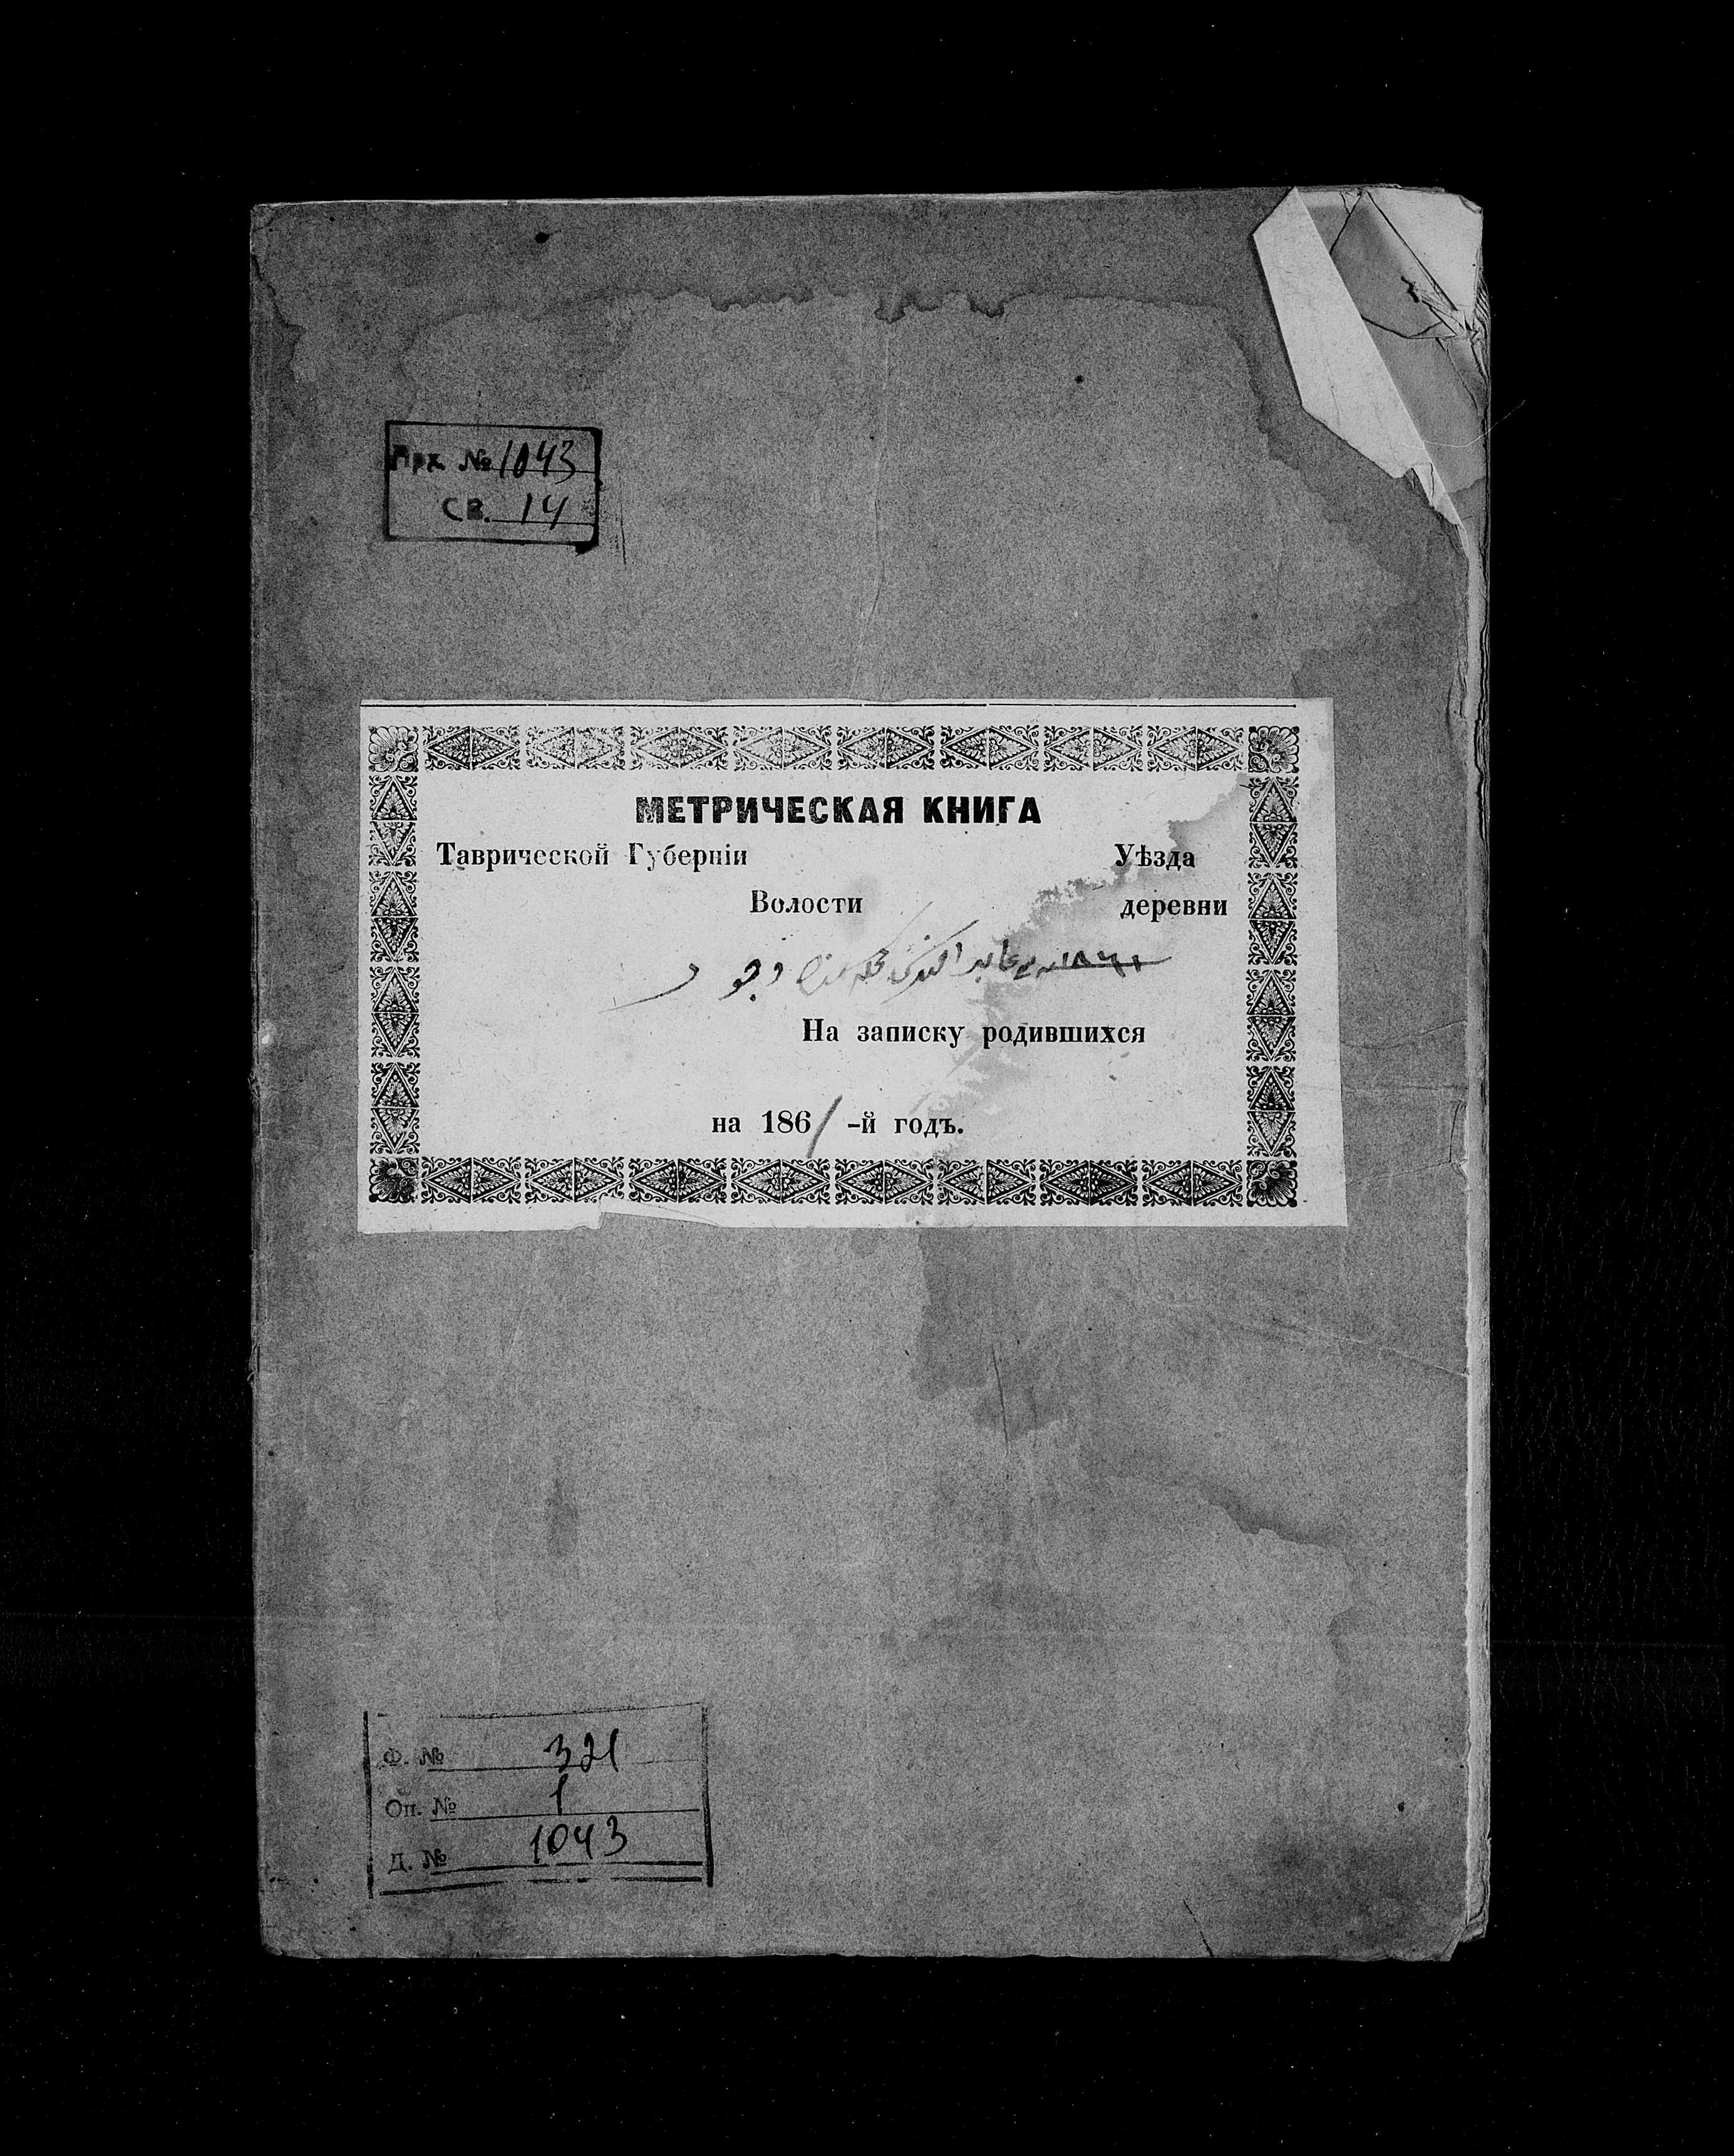 Арх. № 1043
СВ. 14
МЕТРИЧЕСКАЯ КНИГА
Таврической Губерніи Уѣзда
Волости деревни
На записку родившихся
на 1861-й годъ.
Ф. № 321
Оп. № 1
Д. № 1043